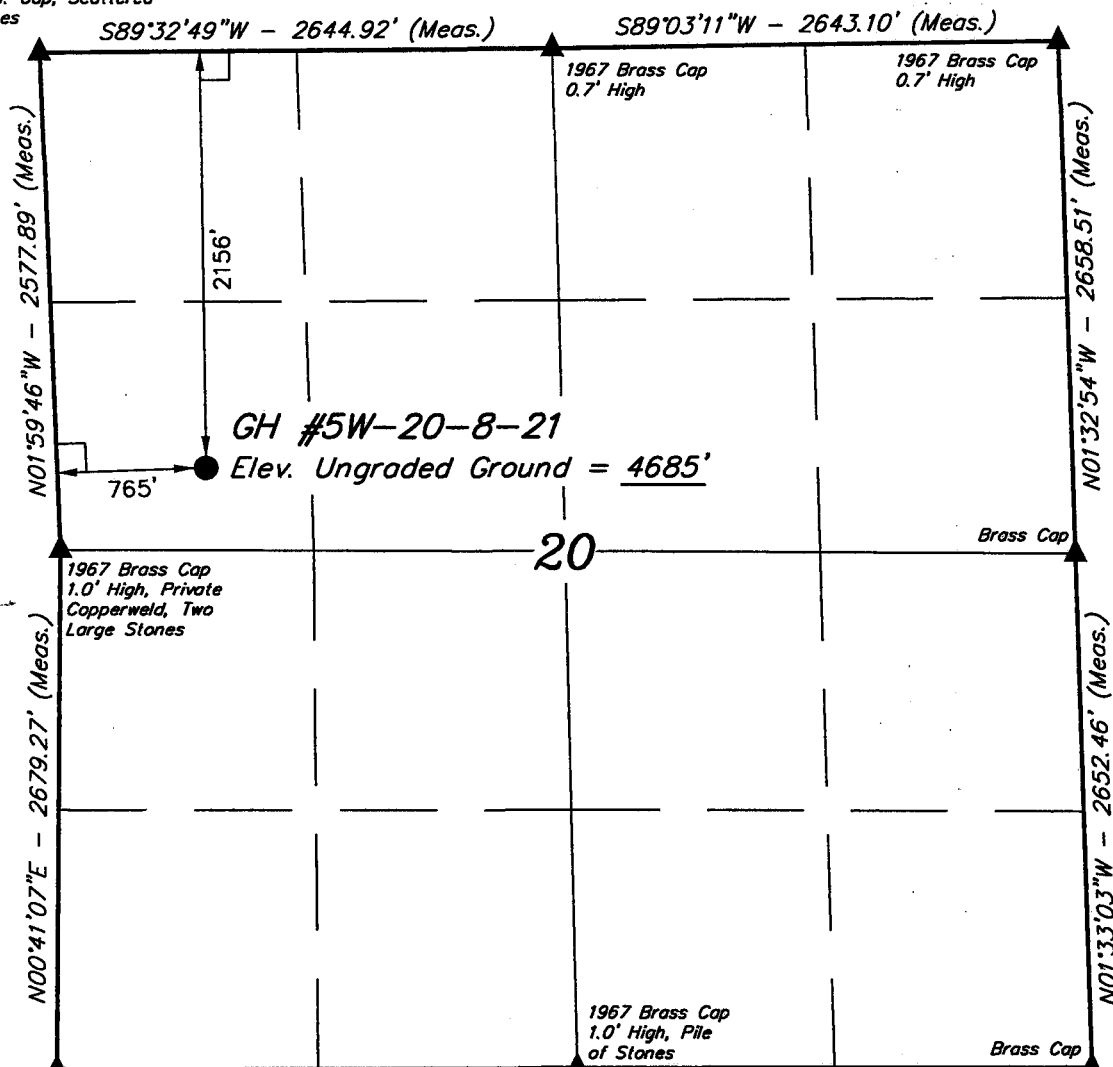 S89°32'49"W - 2644.92' (Meas.)
S89°03'11"W - 2643.10' (Meas.)
1967 Brass Cap
0.7' High
1967 Brass Cap
0.7' High
N01°59'46"W - 2577.89' (Meas.)
2156'
N01°32'54"W - 2658.51' (Meas.)
GH #5W-20-8-21
Elev. Ungraded Ground = 4685'
765'
20
Brass Cap
1967 Brass Cap
1.0' High, Private
Copperweld, Two
Large Stones
N00°41'07"E - 2679.27' (Meas.)
N01°33'03"W - 2652.46' (Meas.)
1967 Brass Cap
1.0' High, Pile
of Stones
Brass Cap